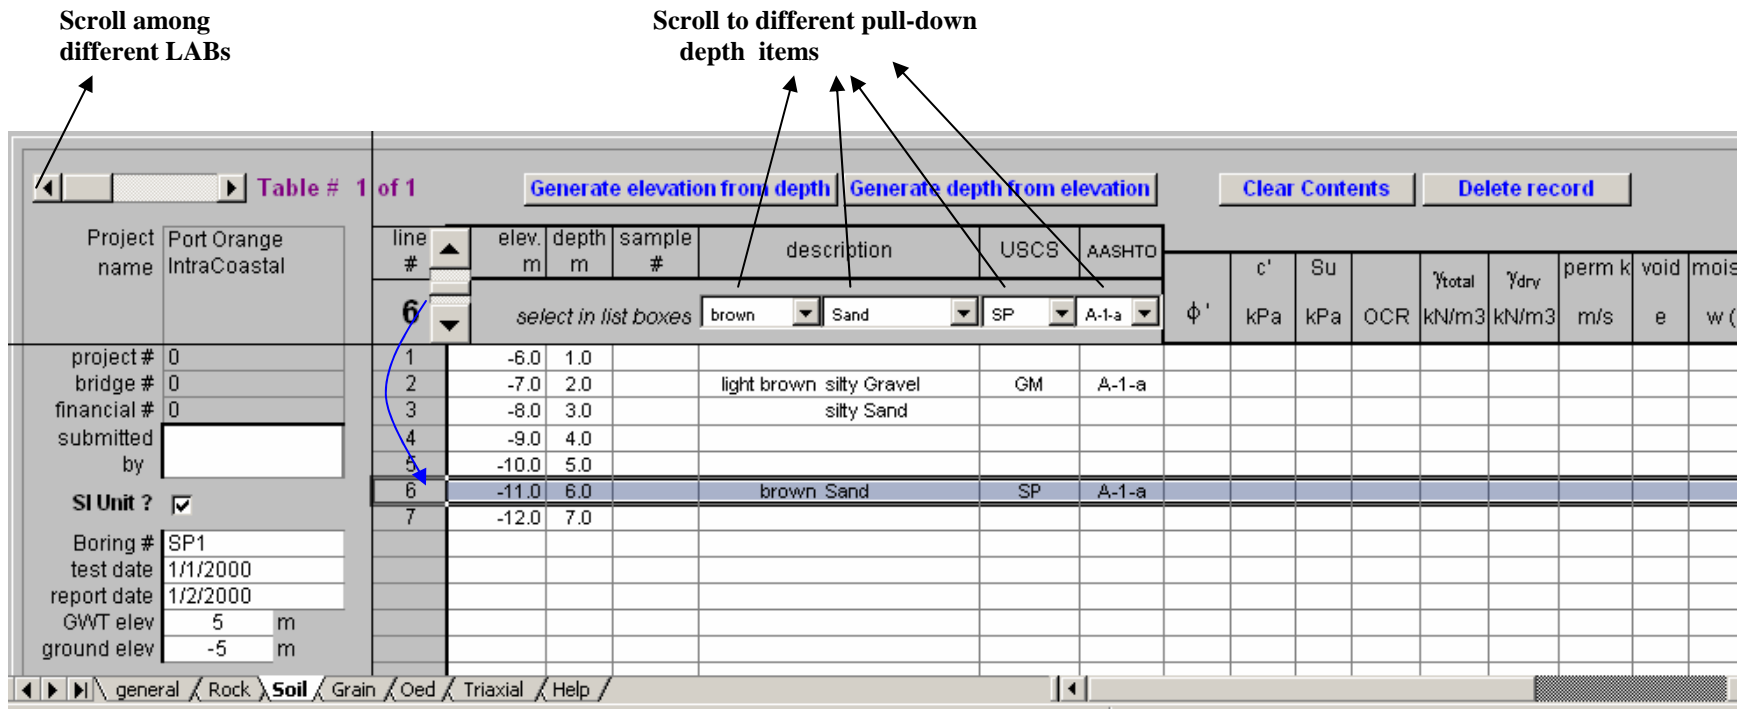 Scroll among
different LABs
Scroll to different pull-down
depth items
Table # 1 of 1
Generate elevation from depth
Generate depth from elevation
Clear Contents
Delete record
Project name
Port Orange
IntraCoastal
line #
6
elev. m
depth m
sample #
description
USCS
AASHTO
select in list boxes
brown
Sand
SP
A-1-a
ϕ'
c' kPa
Su kPa
OCR
γtotal kN/m3
γdry kN/m3
perm k m/s
void e
mois w (
project # 0
bridge # 0
financial # 0
submitted by
SI Unit ?
Boring # SP1
test date 1/1/2000
report date 1/2/2000
GWT elev 5 m
ground elev -5 m
1 -6.0 1.0
2 -7.0 2.0 light brown silty Gravel GM A-1-a
3 -8.0 3.0 silty Sand
4 -9.0 4.0
5 -10.0 5.0
6 -11.0 6.0 brown Sand SP A-1-a
7 -12.0 7.0
general Rock Soil Grain Oed Triaxial Help